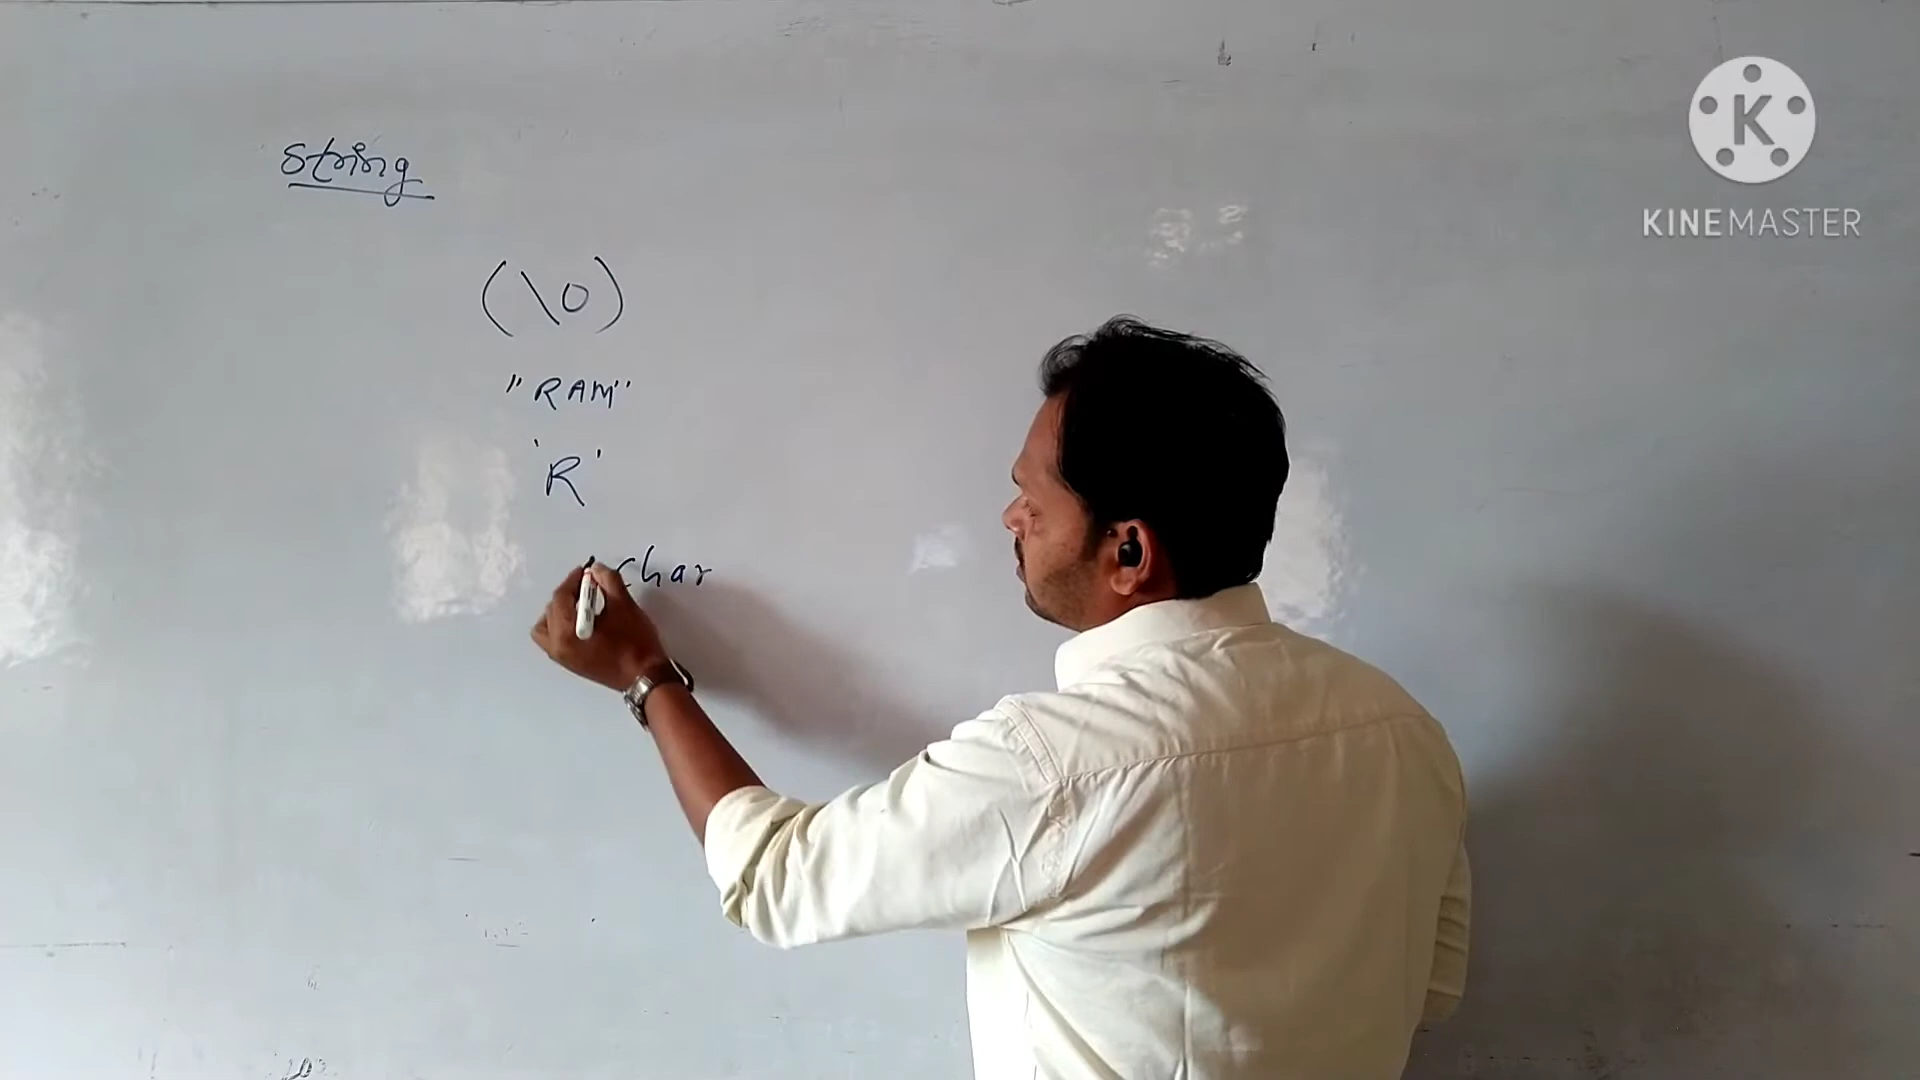 String
(\0)
"RAM"
'R'
char
K
KINEMASTER